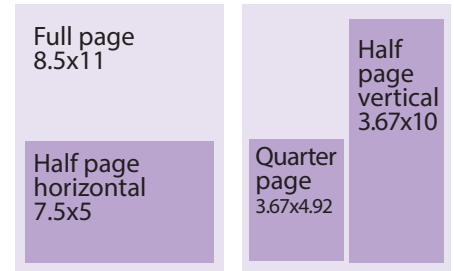 Full page
8.5x11
Half page
horizontal
7.5x5
Quarter
page
3.67x4.92
Half
page
vertical
3.67x10